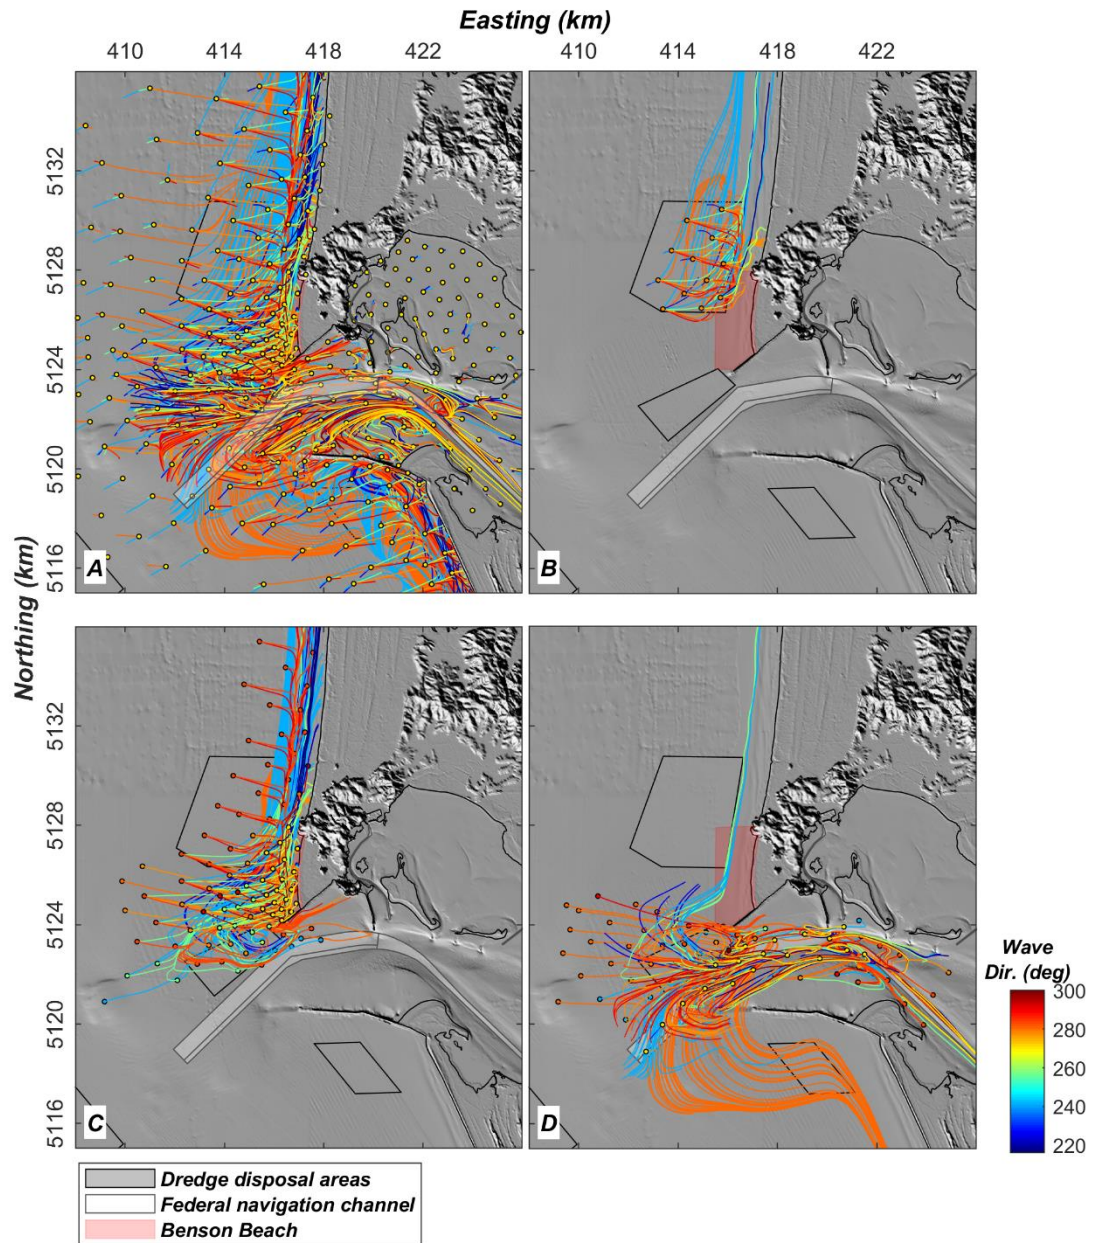 Easting (km)
410 414 418 422 410 414 418 422
Northing (km)
5132
5128
5124
5120
5116
A B
5132
5128
5124
5120
5116
C D
Wave
Dir. (deg)
300
280
260
240
220
Dredge disposal areas
Federal navigation channel
Benson Beach